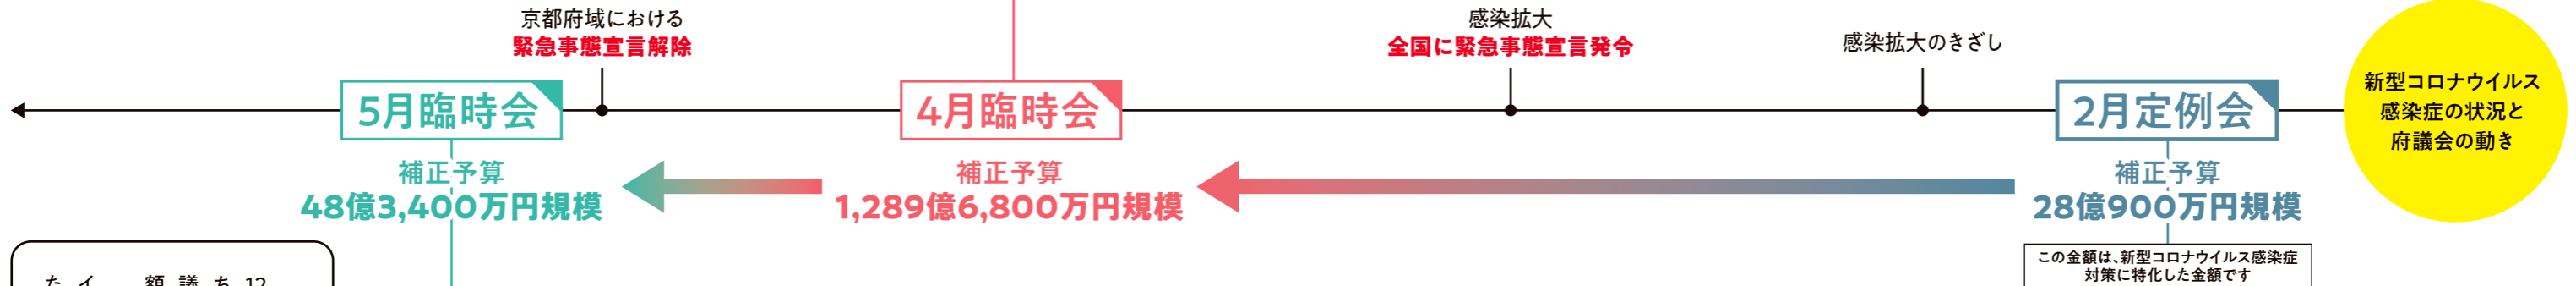 新型コロナウイルス
感染症の状況と
府議会の動き
2月定例会
補正予算
28億900万円規模
この金額は、新型コロナウイルス感染症
対策に特化した金額です
感染拡大のきざし
感染拡大
全国に緊急事態宣言発令
4月臨時会
補正予算
1,289億6,800万円規模
京都府域における
緊急事態宣言解除
5月臨時会
補正予算
48億3,400万円規模
12
ち
議
額
イ
た